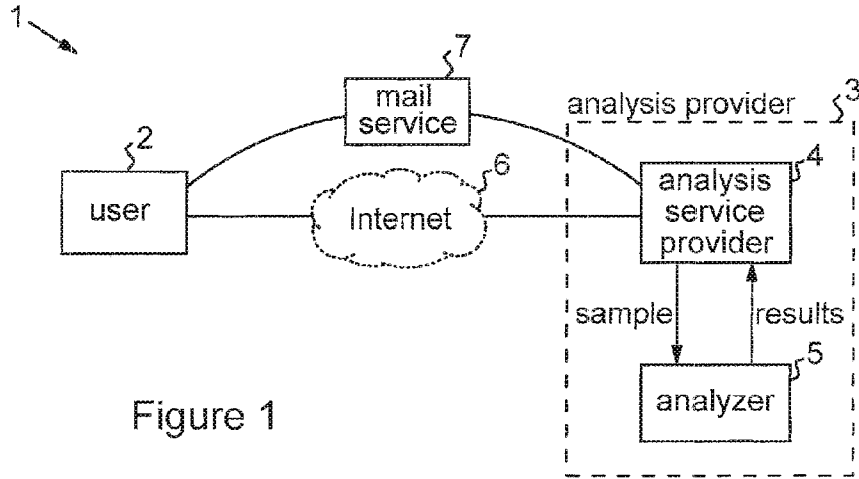 1
7
mail
service
analysis provider
3
2
user
6
Internet
4
analysis
service
provider
sample
results
5
analyzer
Figure 1